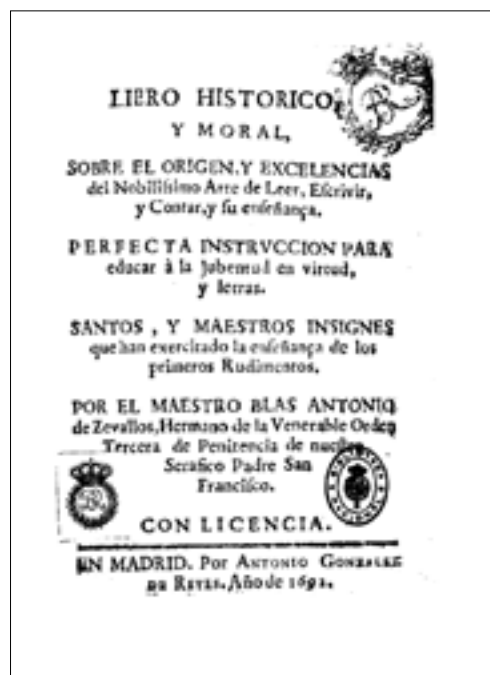 LIBRO HISTORICO,
Y MORAL,
SOBRE EL ORIGEN, Y EXCELENCIAS
del Nobilissimo Arte de Leer, Escrivir,
y Contar, y su enseñança.
PERFECTA INSTRVCCION PARA
educar à la Jubentud en virtud,
y letras.
SANTOS, Y MAESTROS INSIGNES
que han exercitado la enseñança de los
primeros Rudimentos.
POR EL MAESTRO BLAS ANTONIO
de Zevallos, Hermano de la Venerable Orden
Tercera de Penitencia de nuestro
Serafico Padre San
Francisco.
CON LICENCIA.
EN MADRID. Por ANTONIO GONZALEZ
DE REYES. Año de 1692.